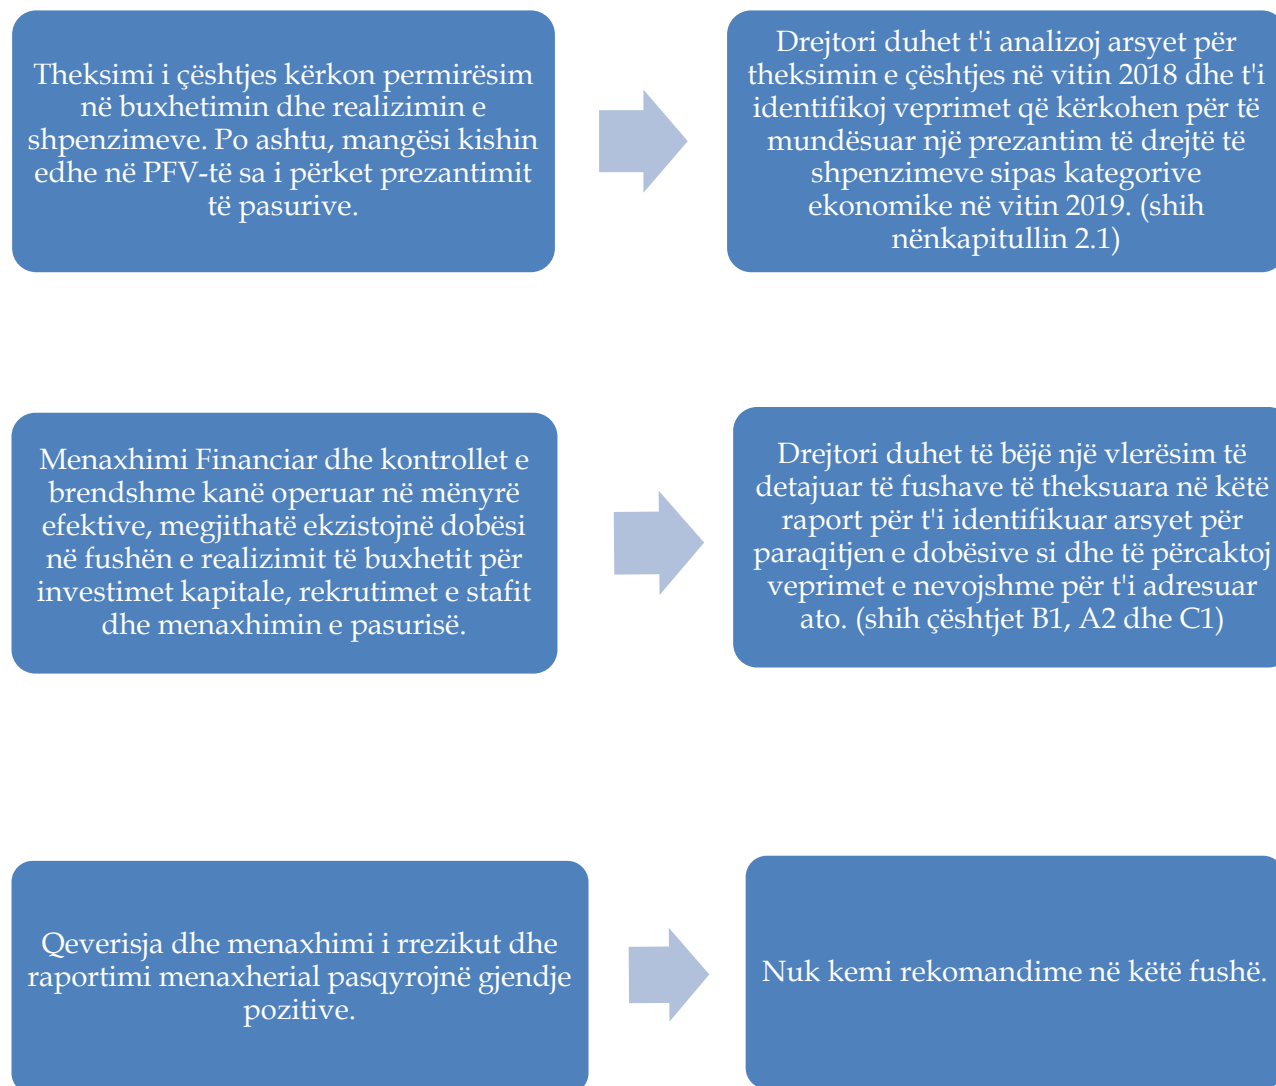 Theksimi i çështjes kërkon permirësim
në buxhetimin dhe realizimin e
shpenzimeve. Po ashtu, mangësi kishin
edhe në PFV-të sa i përket prezantimit
të pasurive.
Drejtori duhet t'i analizoj arsyet për
theksimin e çështjes në vitin 2018 dhe t'i
identifikoj veprimet që kërkohen për të
mundësuar një prezantim të drejtë të
shpenzimeve sipas kategorive
ekonomike në vitin 2019. (shih
nënkapitullin 2.1)
Menaxhimi Financiar dhe kontrollet e
brendshme kanë operuar në mënyrë
efektive, megjithatë ekzistojnë dobësi
në fushën e realizimit të buxhetit për
investimet kapitale, rekrutimet e stafit
dhe menaxhimin e pasurisë.
Drejtori duhet të bëjë një vlerësim të
detajuar të fushave të theksuara në këtë
raport për t'i identifikuar arsyet për
paraqitjen e dobësive si dhe të përcaktoj
veprimet e nevojshme për t'i adresuar
ato. (shih çështjet B1, A2 dhe C1)
Qeverisja dhe menaxhimi i rrezikut dhe
raportimi menaxherial pasqyrojnë gjendje
pozitive.
Nuk kemi rekomandime në këtë fushë.